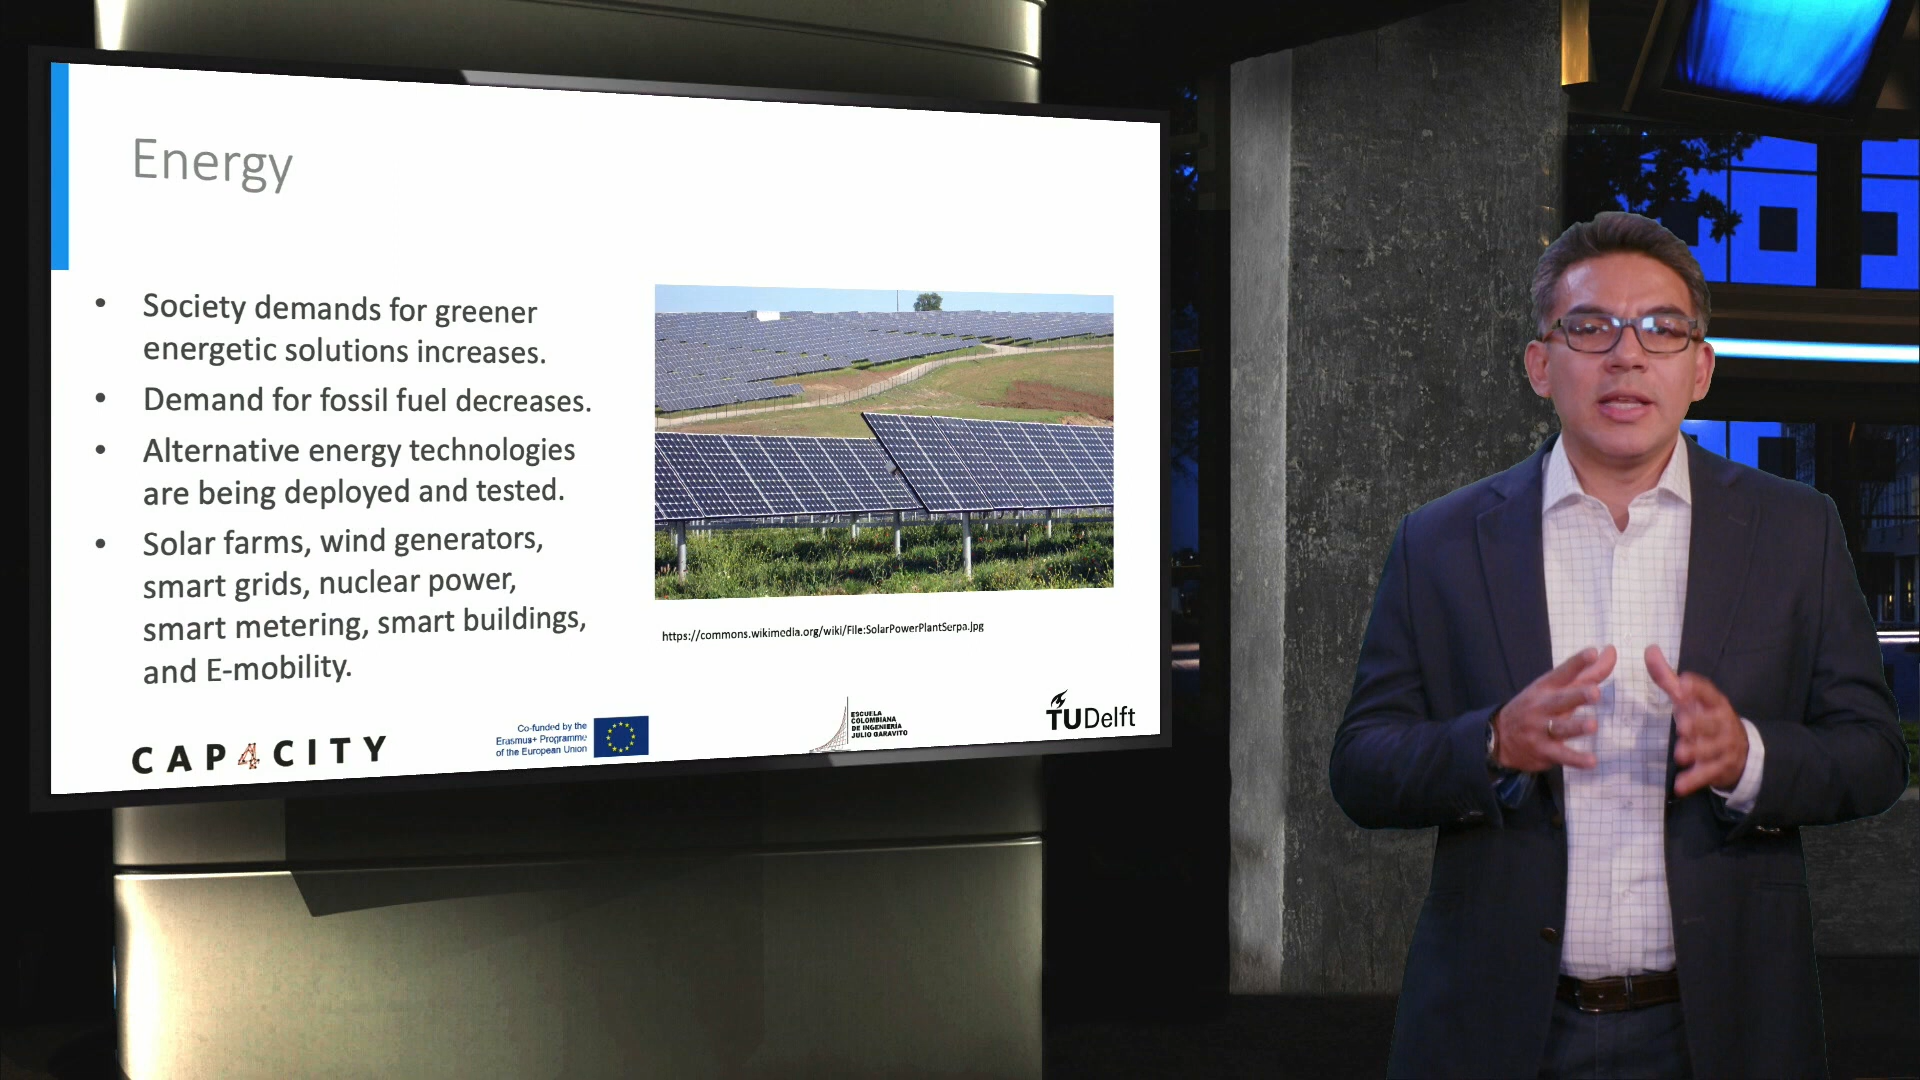 Energy
• Society demands for greener
energetic solutions increases.
• Demand for fossil fuel decreases.
• Alternative energy technologies
are being deployed and tested.
• Solar farms, wind generators,
smart grids, nuclear power,
smart metering, smart buildings,
and E-mobility.
https://commons.wikimedia.org/wiki/File:SolarPowerPlantSerpa.jpg
CAP4CITY
Co-funded by the
Erasmus+ Programme
of the European Union
ESCUELA
COLOMBIANA
DE INGENIERÍA
JULIO GARAVITO
TUDelft